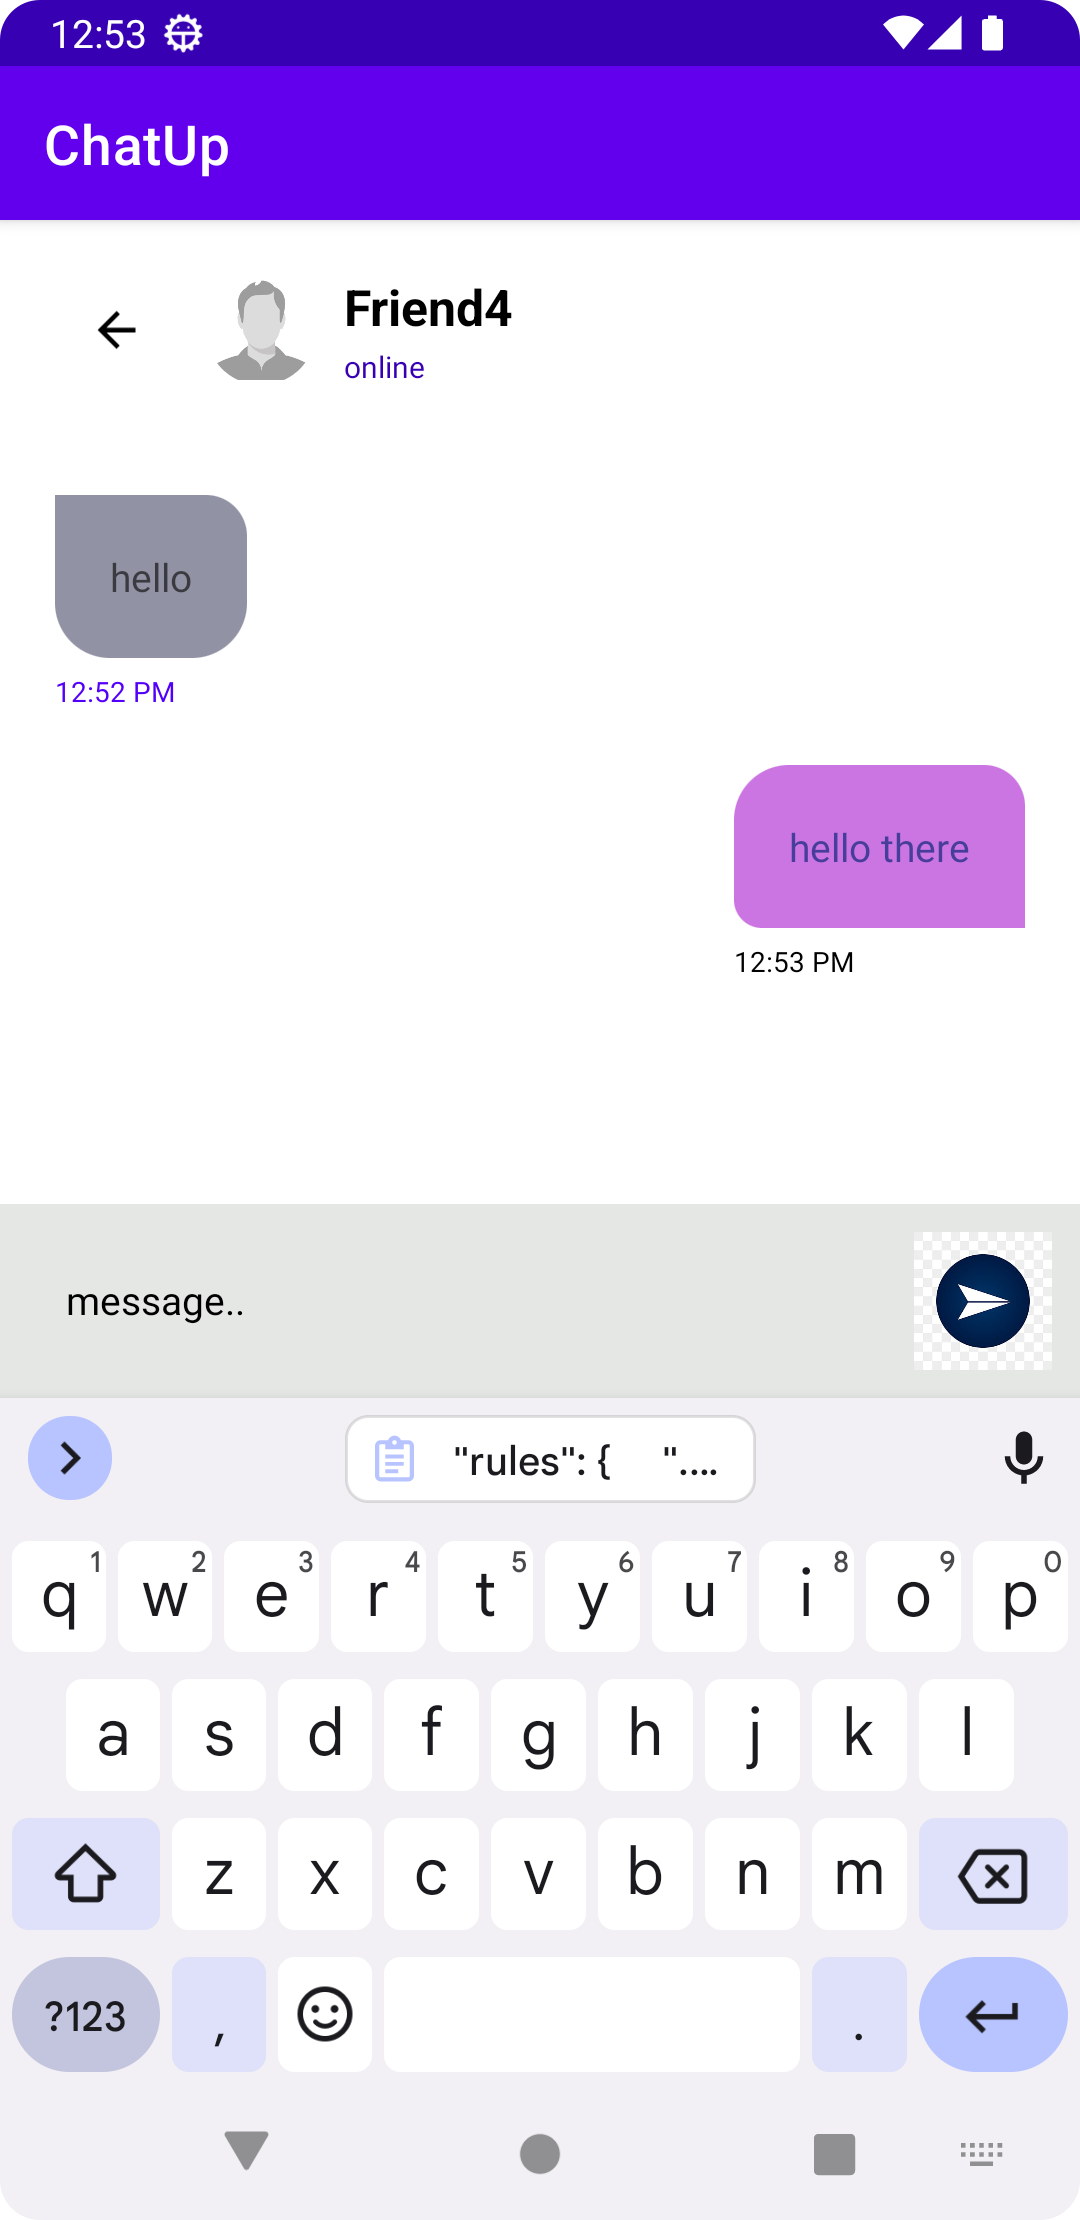 12:53
ChatUp
Friend4
online
hello
12:52 PM
hello there
12:53 PM
message..
"rules": { "....
q 1 w 2 e 3 r 4 t 5 y 6 u 7 i 8 o 9 p 0
a s d f g h j k l
z x c v b n m
?123 , .